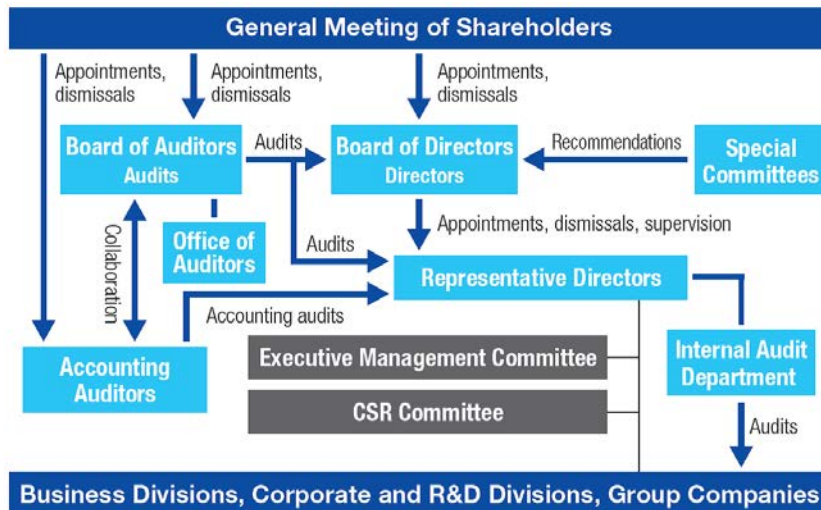 General Meeting of Shareholders
Appointments,
dismissals
Appointments,
dismissals
Appointments,
dismissals
Board of Auditors
Audits
Audits
Board of Directors
Directors
Recommendations
Special
Committees
Collaboration
Office of
Auditors
Audits
Appointments, dismissals, supervision
Representative Directors
Accounting audits
Accounting
Auditors
Executive Management Committee
CSR Committee
Internal Audit
Department
Audits
Business Divisions, Corporate and R&D Divisions, Group Companies